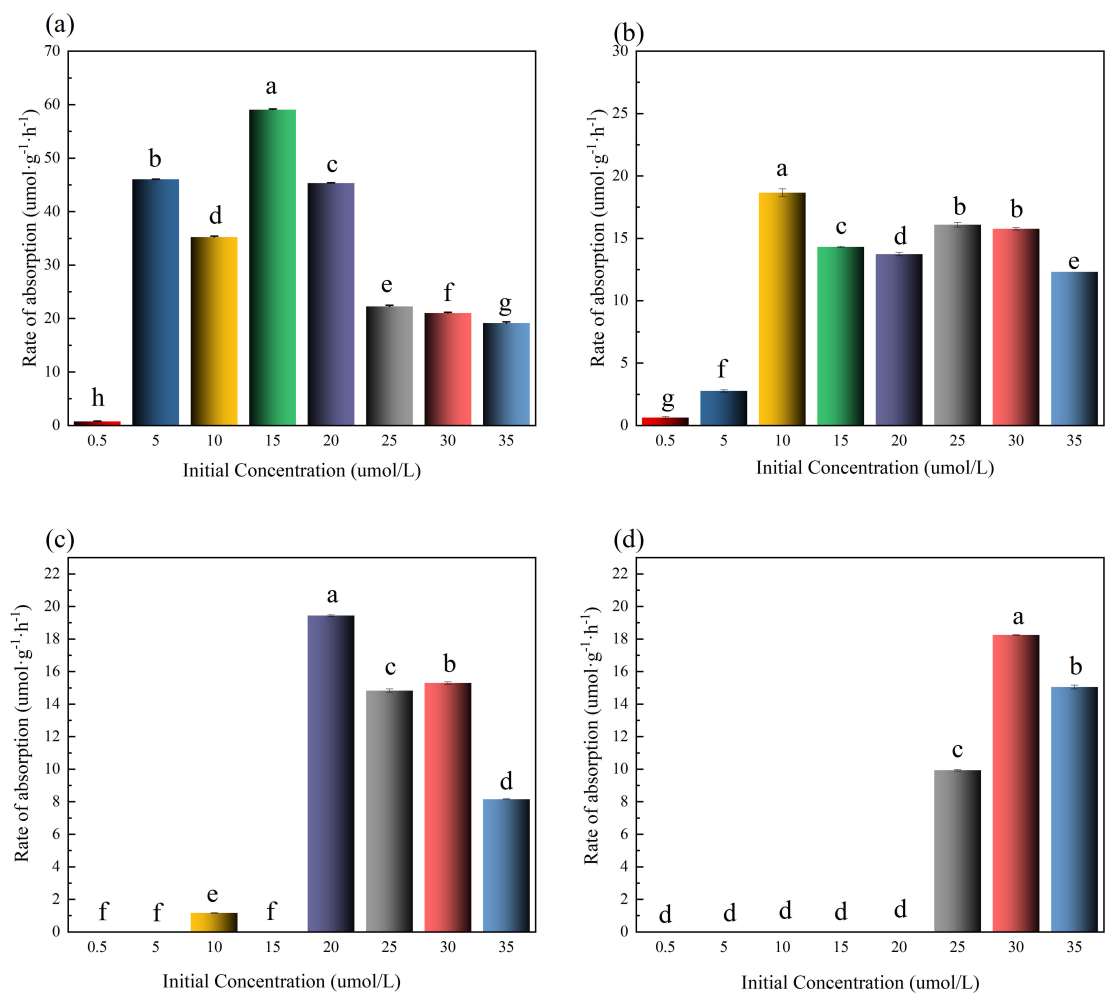 (a)
70
60
50
40
30
20
10
0
Rate of absorption (umol·g⁻¹·h⁻¹)
h
b
d
a
c
e
f
g
0.5 5 10 15 20 25 30 35
Initial Concentration (umol/L)
(b)
30
25
20
15
10
5
0
Rate of absorption (umol·g⁻¹·h⁻¹)
g
f
a
c
d
b
b
e
0.5 5 10 15 20 25 30 35
Initial Concentration (umol/L)
(c)
22
20
18
16
14
12
10
8
6
4
2
0
Rate of absorption (umol·g⁻¹·h⁻¹)
f
f
e
f
a
c
b
d
0.5 5 10 15 20 25 30 35
Initial Concentration (umol/L)
(d)
22
20
18
16
14
12
10
8
6
4
2
0
Rate of absorption (umol·g⁻¹·h⁻¹)
d
d
d
d
d
c
a
b
0.5 5 10 15 20 25 30 35
Initial Concentration (umol/L)